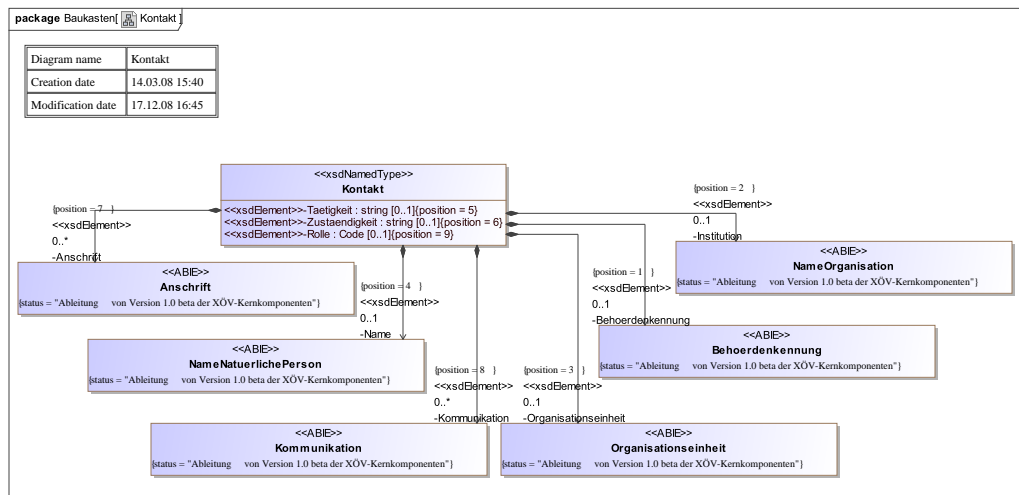 package Baukasten[ Kontakt ]
Diagram name Kontakt
Creation date 14.03.08 15:40
Modification date 17.12.08 16:45
<<xsdNamedType>>
Kontakt
<<xsdElement>>-Taetigkeit : string [0..1]{position = 5}
<<xsdElement>>-Zustaendigkeit : string [0..1]{position = 6}
<<xsdElement>>-Rolle : Code [0..1]{position = 9}
{position = 7 }
<<xsdElement>>
0..*
-Anschrift
<<ABIE>>
Anschrift
{status = "Ableitung von Version 1.0 beta der XÖV-Kernkomponenten"}
{position = 2 }
<<xsdElement>>
0..1
-Institution
<<ABIE>>
NameOrganisation
{status = "Ableitung von Version 1.0 beta der XÖV-Kernkomponenten"}
{position = 4 }
<<xsdElement>>
0..1
-Name
<<ABIE>>
NameNatuerlichePerson
{status = "Ableitung von Version 1.0 beta der XÖV-Kernkomponenten"}
{position = 1 }
<<xsdElement>>
0..1
-Behoerdenkennung
<<ABIE>>
Behoerdenkennung
{status = "Ableitung von Version 1.0 beta der XÖV-Kernkomponenten"}
{position = 8 }
<<xsdElement>>
0..*
-Kommunikation
<<ABIE>>
Kommunikation
{status = "Ableitung von Version 1.0 beta der XÖV-Kernkomponenten"}
{position = 3 }
<<xsdElement>>
0..1
-Organisationseinheit
<<ABIE>>
Organisationseinheit
{status = "Ableitung von Version 1.0 beta der XÖV-Kernkomponenten"}